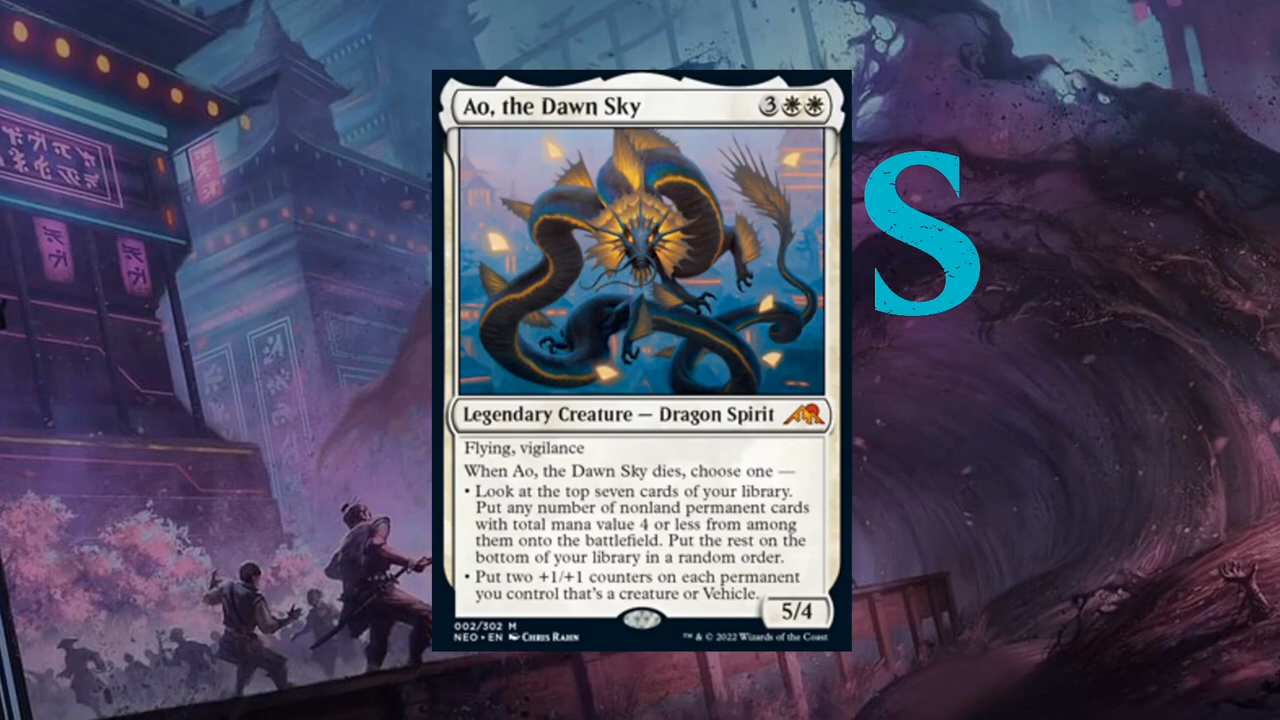 Ao, the Dawn Sky 3
S
Legendary Creature — Dragon Spirit
Flying, vigilance
When Ao, the Dawn Sky dies, choose one —
• Look at the top seven cards of your library.
Put any number of nonland permanent cards
with total mana value 4 or less from among
them onto the battlefield. Put the rest on the
bottom of your library in a random order.
• Put two +1/+1 counters on each permanent
you control that's a creature or Vehicle.
5/4
002/302 M
NEO • EN Chris Rahn
™ & © 2022 Wizards of the Coast